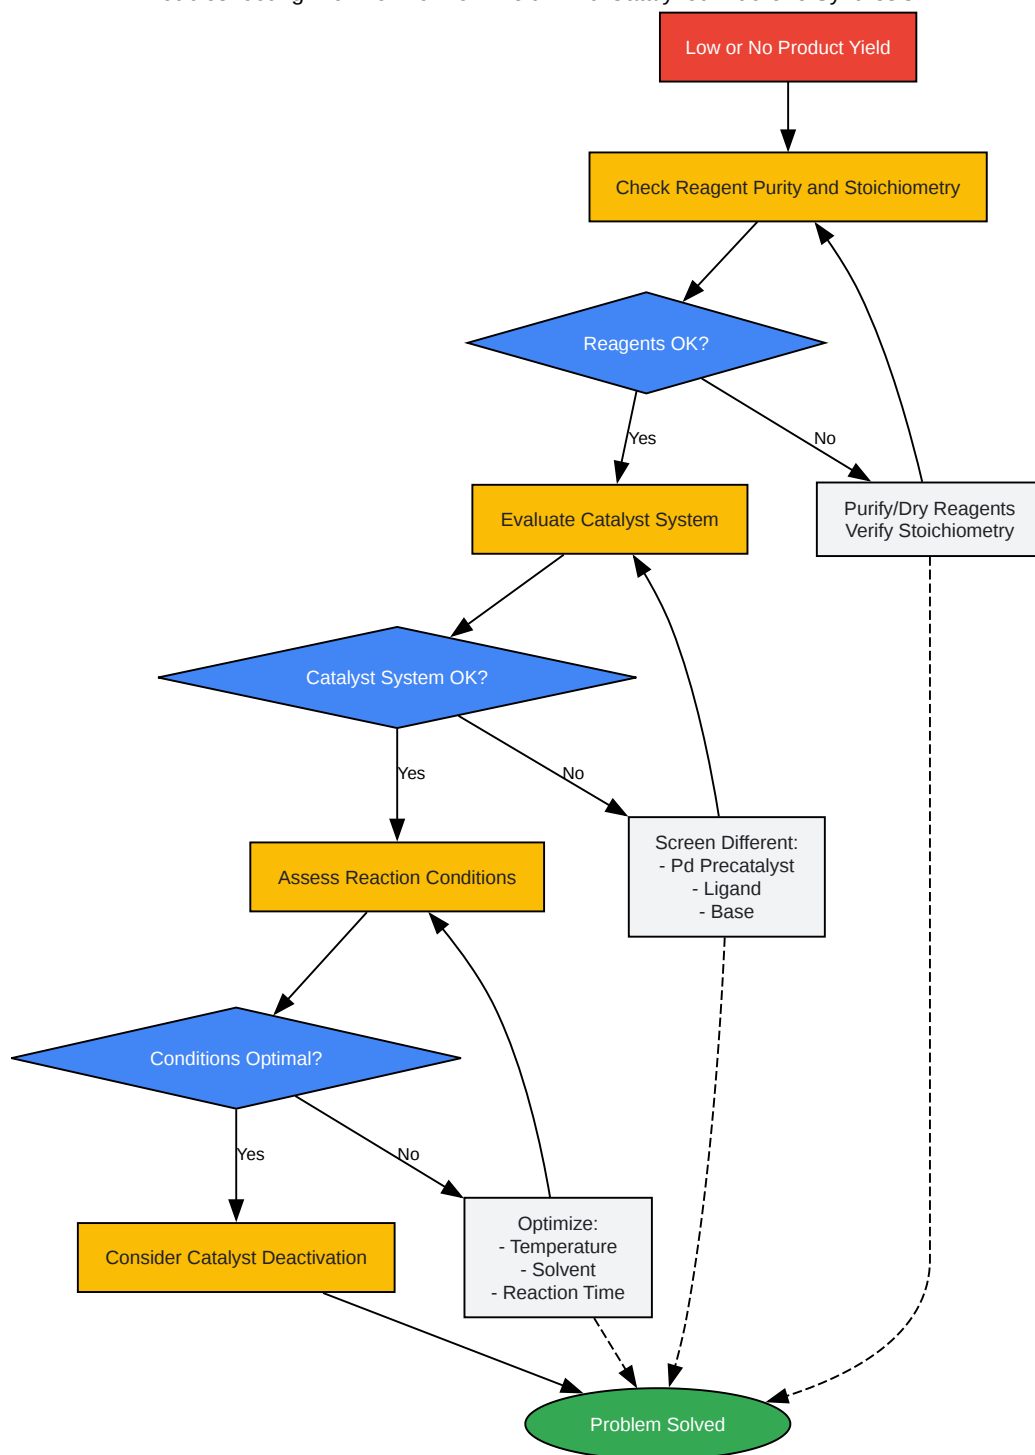 Low or No Product Yield
Check Reagent Purity and Stoichiometry
Reagents OK?
Yes
No
Evaluate Catalyst System
Purify/Dry Reagents
Verify Stoichiometry
Catalyst System OK?
Yes
No
Screen Different:
- Pd Precatalyst
- Ligand
- Base
Assess Reaction Conditions
Conditions Optimal?
Yes
No
Optimize:
- Temperature
- Solvent
- Reaction Time
Consider Catalyst Deactivation
Problem Solved